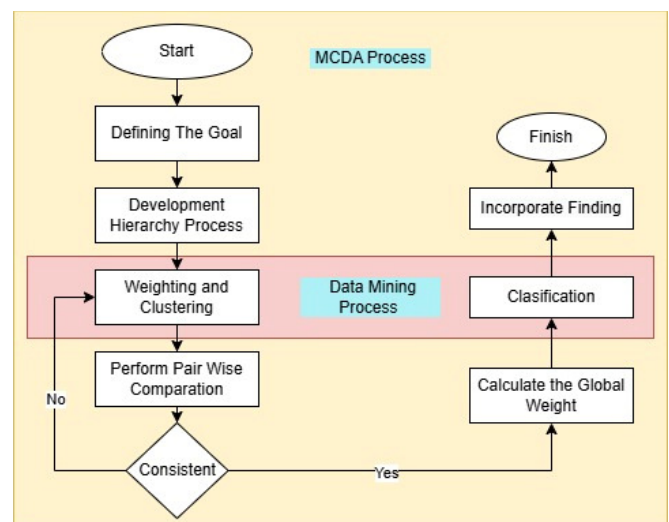 Start
MCDA Process
Defining The Goal
Development
Hierarchy Process
Weighting and
Clustering
Data Mining
Process
Perform Pair Wise
Comparation
No
Consistent
Yes
Calculate the Global
Weight
Clasification
Incorporate Finding
Finish